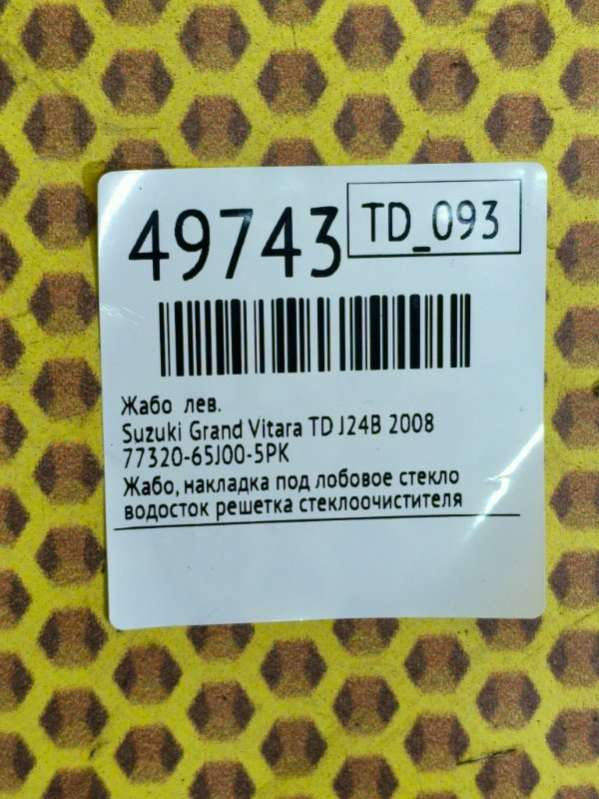 49743
TD_093
Жабо лев.
Suzuki Grand Vitara TD J24B 2008
77320-65J00-5PK
Жабо, накладка под лобовое стекло
водосток решетка стеклоочистителя